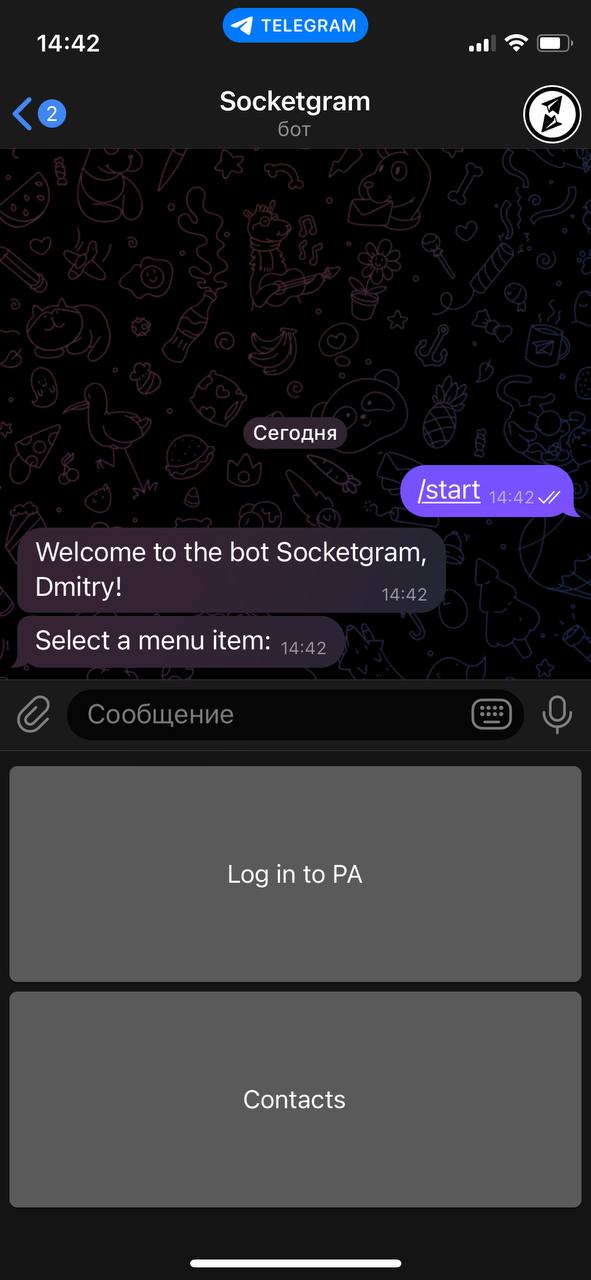 14:42
TELEGRAM
2
Socketgram
бот
Сегодня
/start 14:42
Welcome to the bot Socketgram,
Dmitry!
14:42
Select a menu item: 14:42
Сообщение
Log in to PA
Contacts